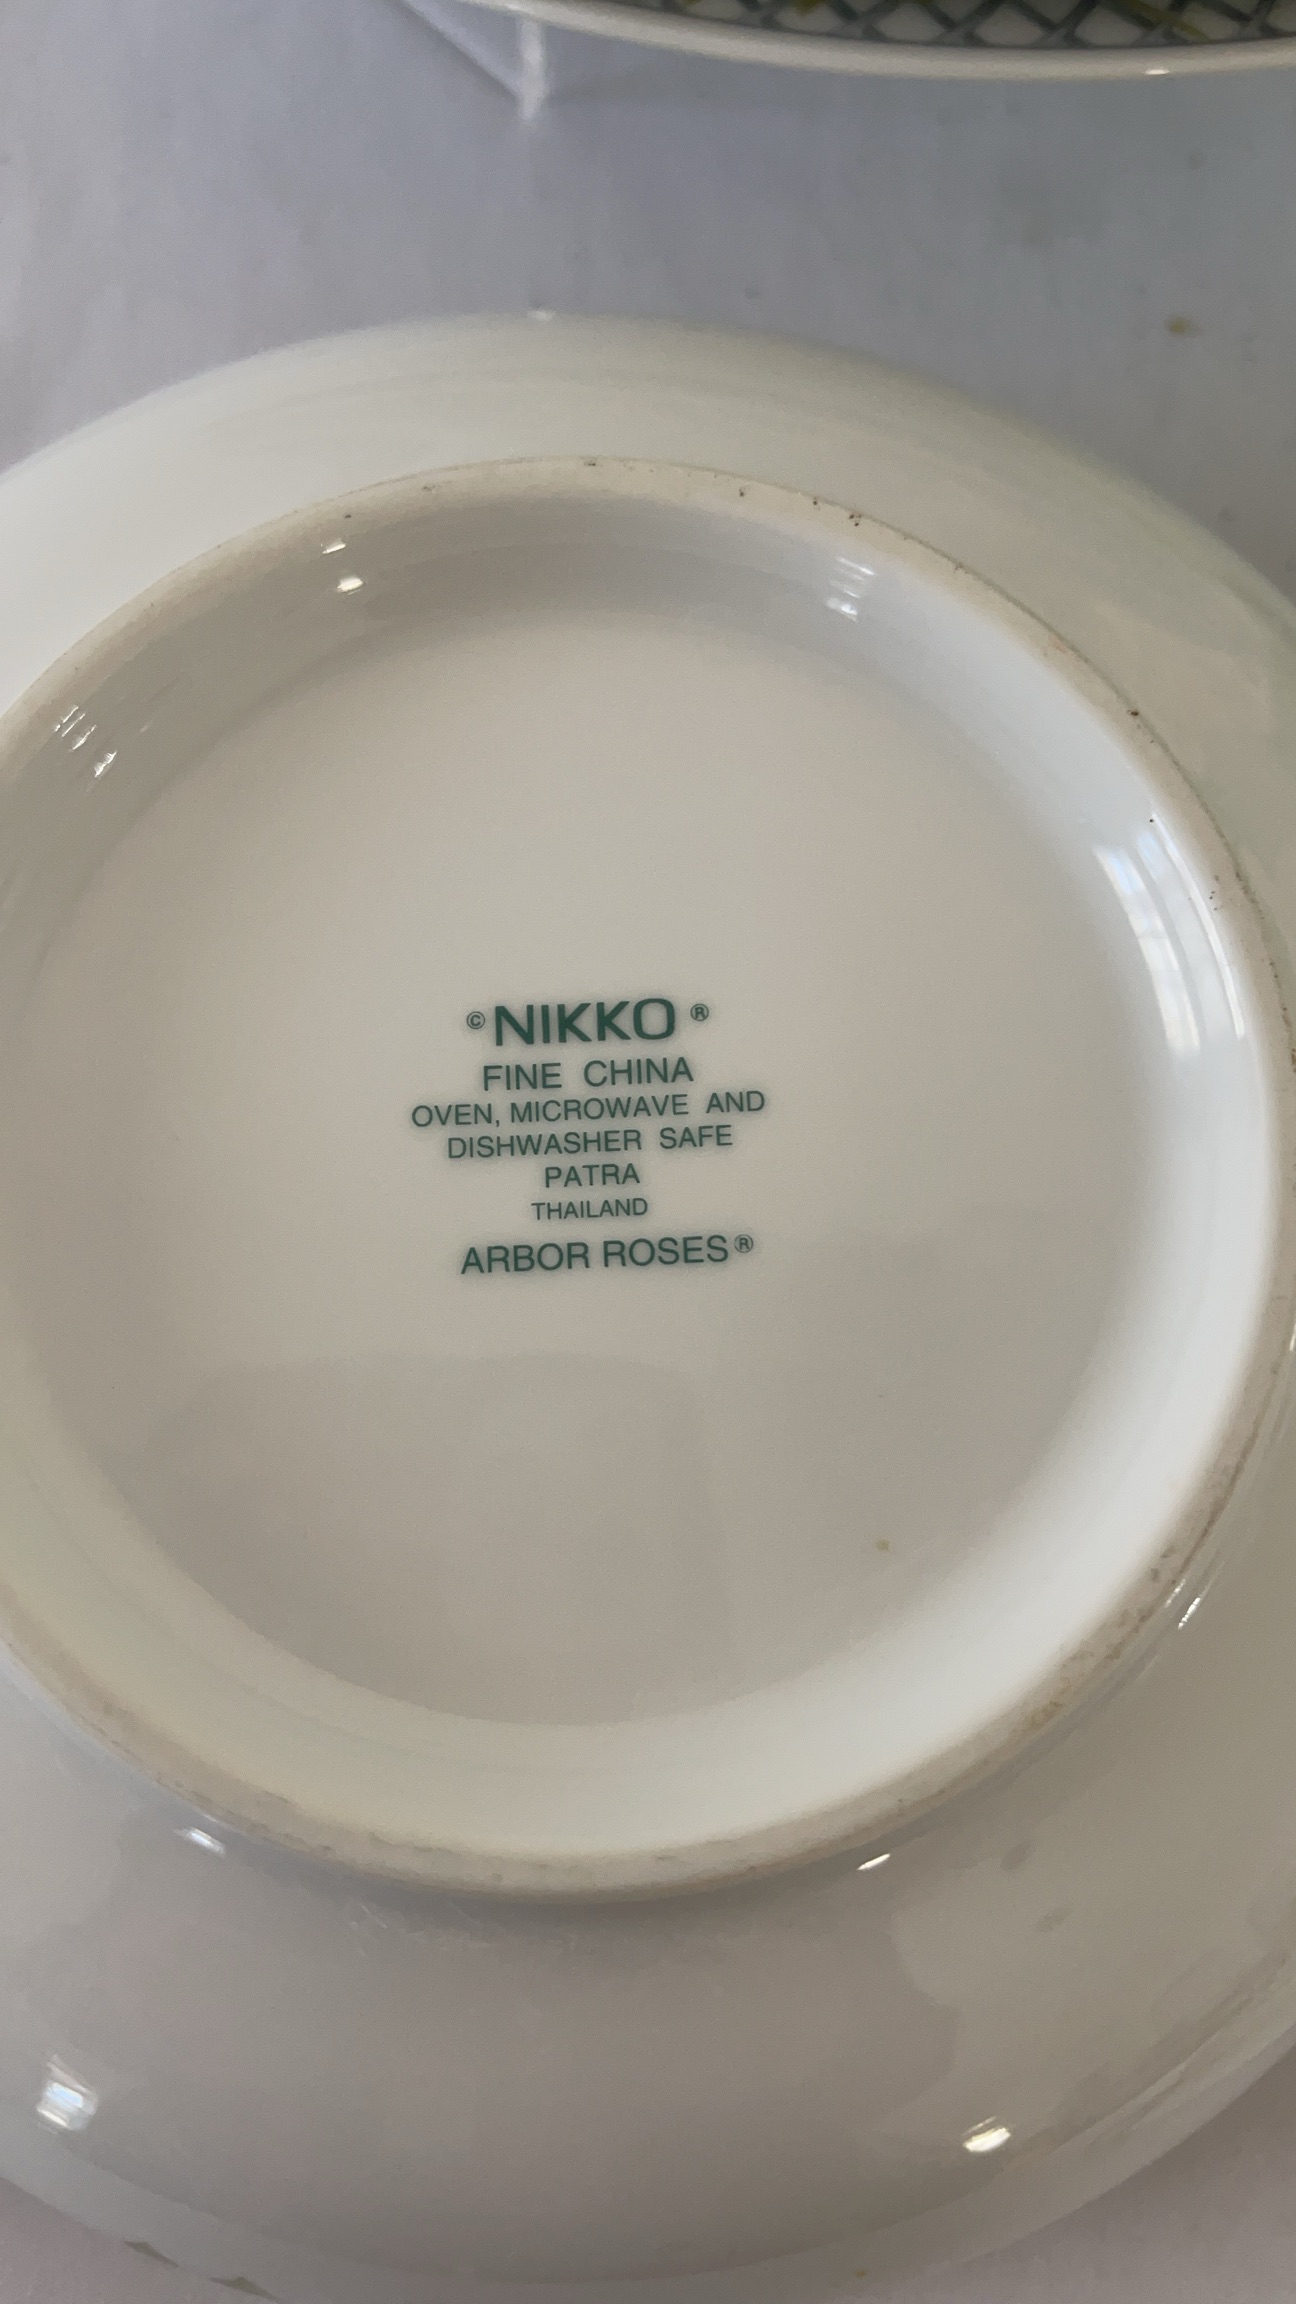 © NIKKO ®
FINE CHINA
OVEN, MICROWAVE AND
DISHWASHER SAFE
PATRA
THAILAND
ARBOR ROSES®